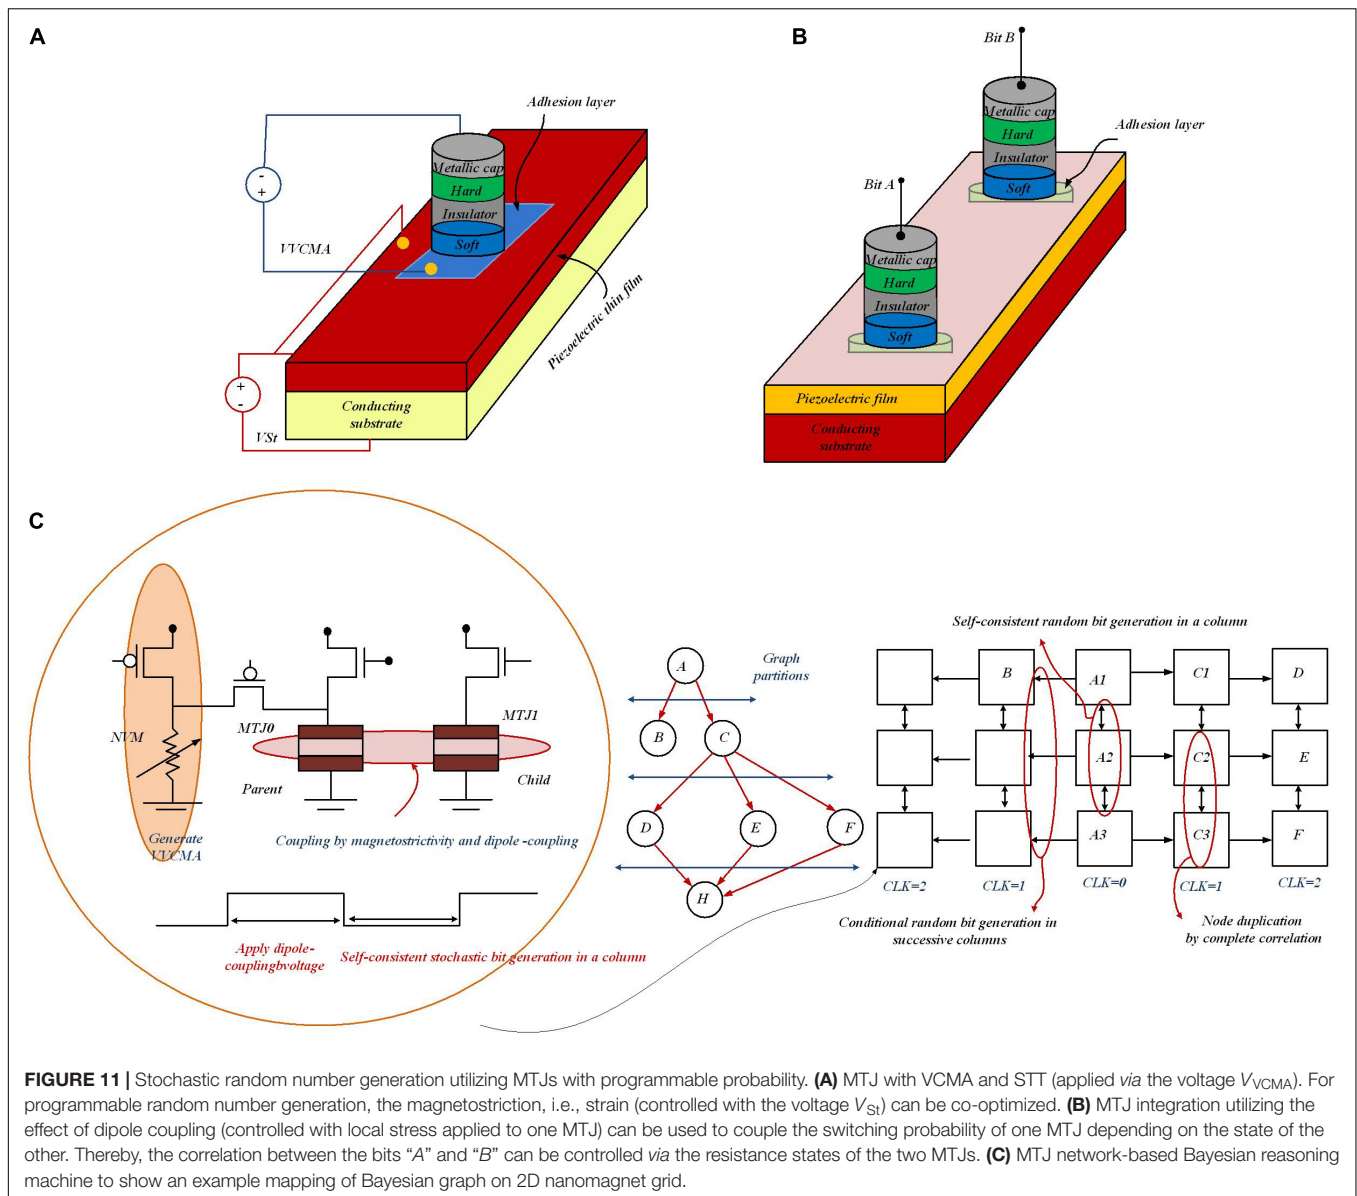 A
Adhesion layer
Metallic cap
Hard
Insulator
Soft
-
+
VVCMA
+
-
VSt
Piezoelectric thin film
Conducting
substrate
B
Bit B
Metallic cap
Hard
Insulator
Soft
Adhesion layer
Bit A
Metallic cap
Hard
Insulator
Soft
Piezoelectric film
Conducting
substrate
C
NVM
MTJ0
MTJ1
Parent
Child
Generate
VVCMA
Coupling by magnetostrictivity and dipole -coupling
Apply dipole-
couplingbvoltage
Self-consistent stochastic bit generation in a column
A
Graph
partitions
B
C
D
E
F
H
Self-consistent random bit generation in a column
B
A1
C1
D
A2
C2
E
A3
C3
F
CLK=2
CLK=1
CLK=0
CLK=1
CLK=2
Conditional random bit generation in
successive columns
Node duplication
by complete correlation
FIGURE 11 | Stochastic random number generation utilizing MTJs with programmable probability. (A) MTJ with VCMA and STT (applied via the voltage VVCMA). For
programmable random number generation, the magnetostriction, i.e., strain (controlled with the voltage VSt) can be co-optimized. (B) MTJ integration utilizing the
effect of dipole coupling (controlled with local stress applied to one MTJ) can be used to couple the switching probability of one MTJ depending on the state of the
other. Thereby, the correlation between the bits “A” and “B” can be controlled via the resistance states of the two MTJs. (C) MTJ network-based Bayesian reasoning
machine to show an example mapping of Bayesian graph on 2D nanomagnet grid.